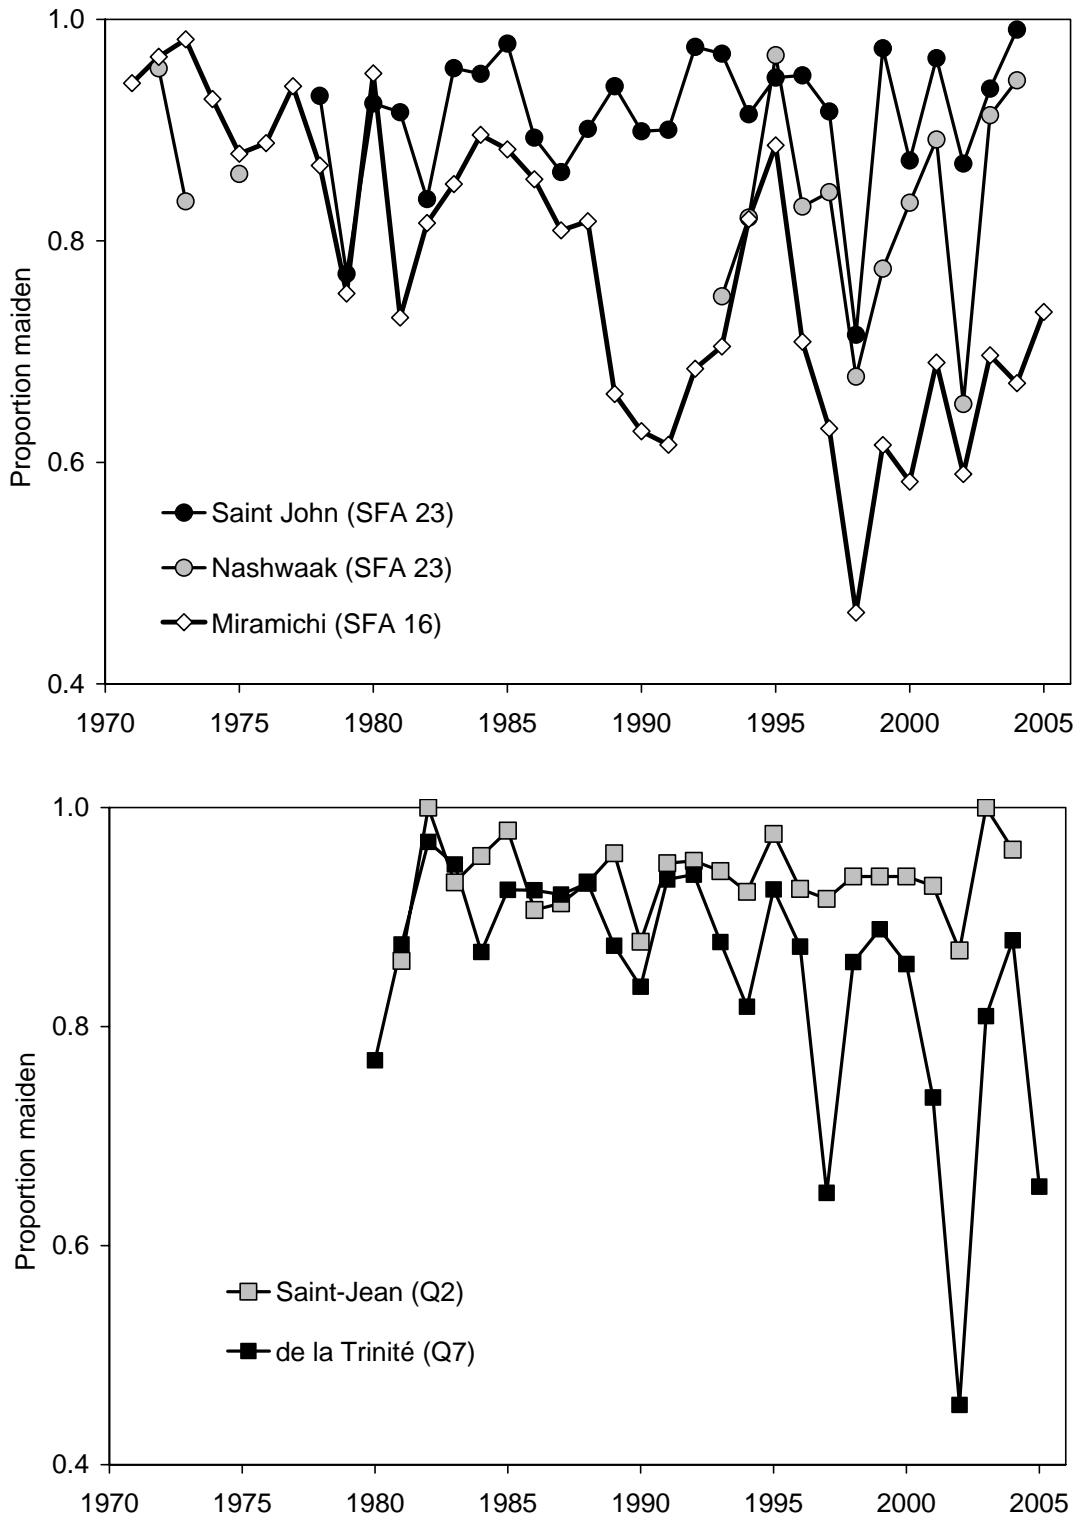 1.0
0.8
0.6
0.4
Proportion maiden
Saint John (SFA 23)
Nashwaak (SFA 23)
Miramichi (SFA 16)
1970 1975 1980 1985 1990 1995 2000 2005
1.0
0.8
0.6
0.4
Proportion maiden
Saint-Jean (Q2)
de la Trinité (Q7)
1970 1975 1980 1985 1990 1995 2000 2005